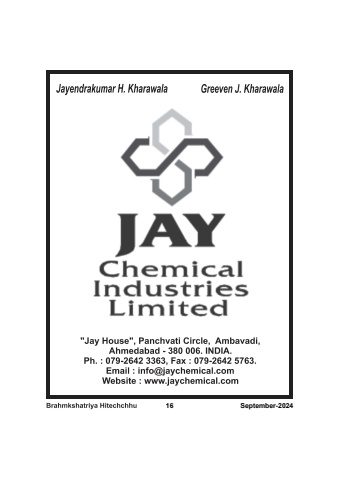 Jayendrakumar H. Kharawala Greeven J. Kharawala
JAY
Chemical
Industries
Limited
"Jay House", Panchvati Circle, Ambavadi,
Ahmedabad - 380 006. INDIA.
Ph. : 079-2642 3363, Fax : 079-2642 5763.
Email : info@jaychemical.com
Website : www.jaychemical.com
Brahmkshatriya Hitechchhu 16 September-2024